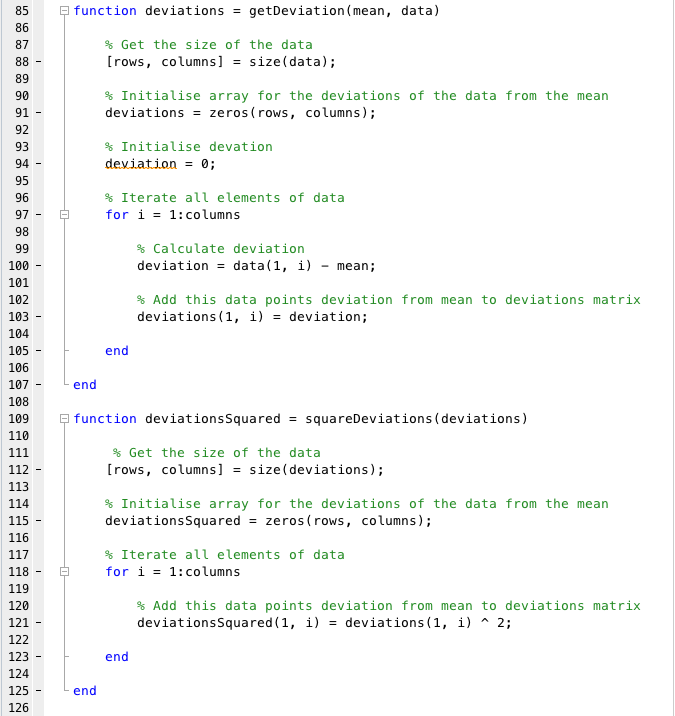 85 function deviations = getDeviation(mean, data)
86
87 % Get the size of the data
88 - [rows, columns] = size(data);
89
90 % Initialise array for the deviations of the data from the mean
91 - deviations = zeros(rows, columns);
92
93 % Initialise devation
94 - deviation = 0;
95
96 % Iterate all elements of data
97 - for i = 1:columns
98
99 % Calculate deviation
100 - deviation = data(1, i) - mean;
101
102 % Add this data points deviation from mean to deviations matrix
103 - deviations(1, i) = deviation;
104
105 - end
106
107 - end
108
109 function deviationsSquared = squareDeviations(deviations)
110
111 % Get the size of the data
112 - [rows, columns] = size(deviations);
113
114 % Initialise array for the deviations of the data from the mean
115 - deviationsSquared = zeros(rows, columns);
116
117 % Iterate all elements of data
118 - for i = 1:columns
119
120 % Add this data points deviation from mean to deviations matrix
121 - deviationsSquared(1, i) = deviations(1, i) ^ 2;
122
123 - end
124
125 - end
126